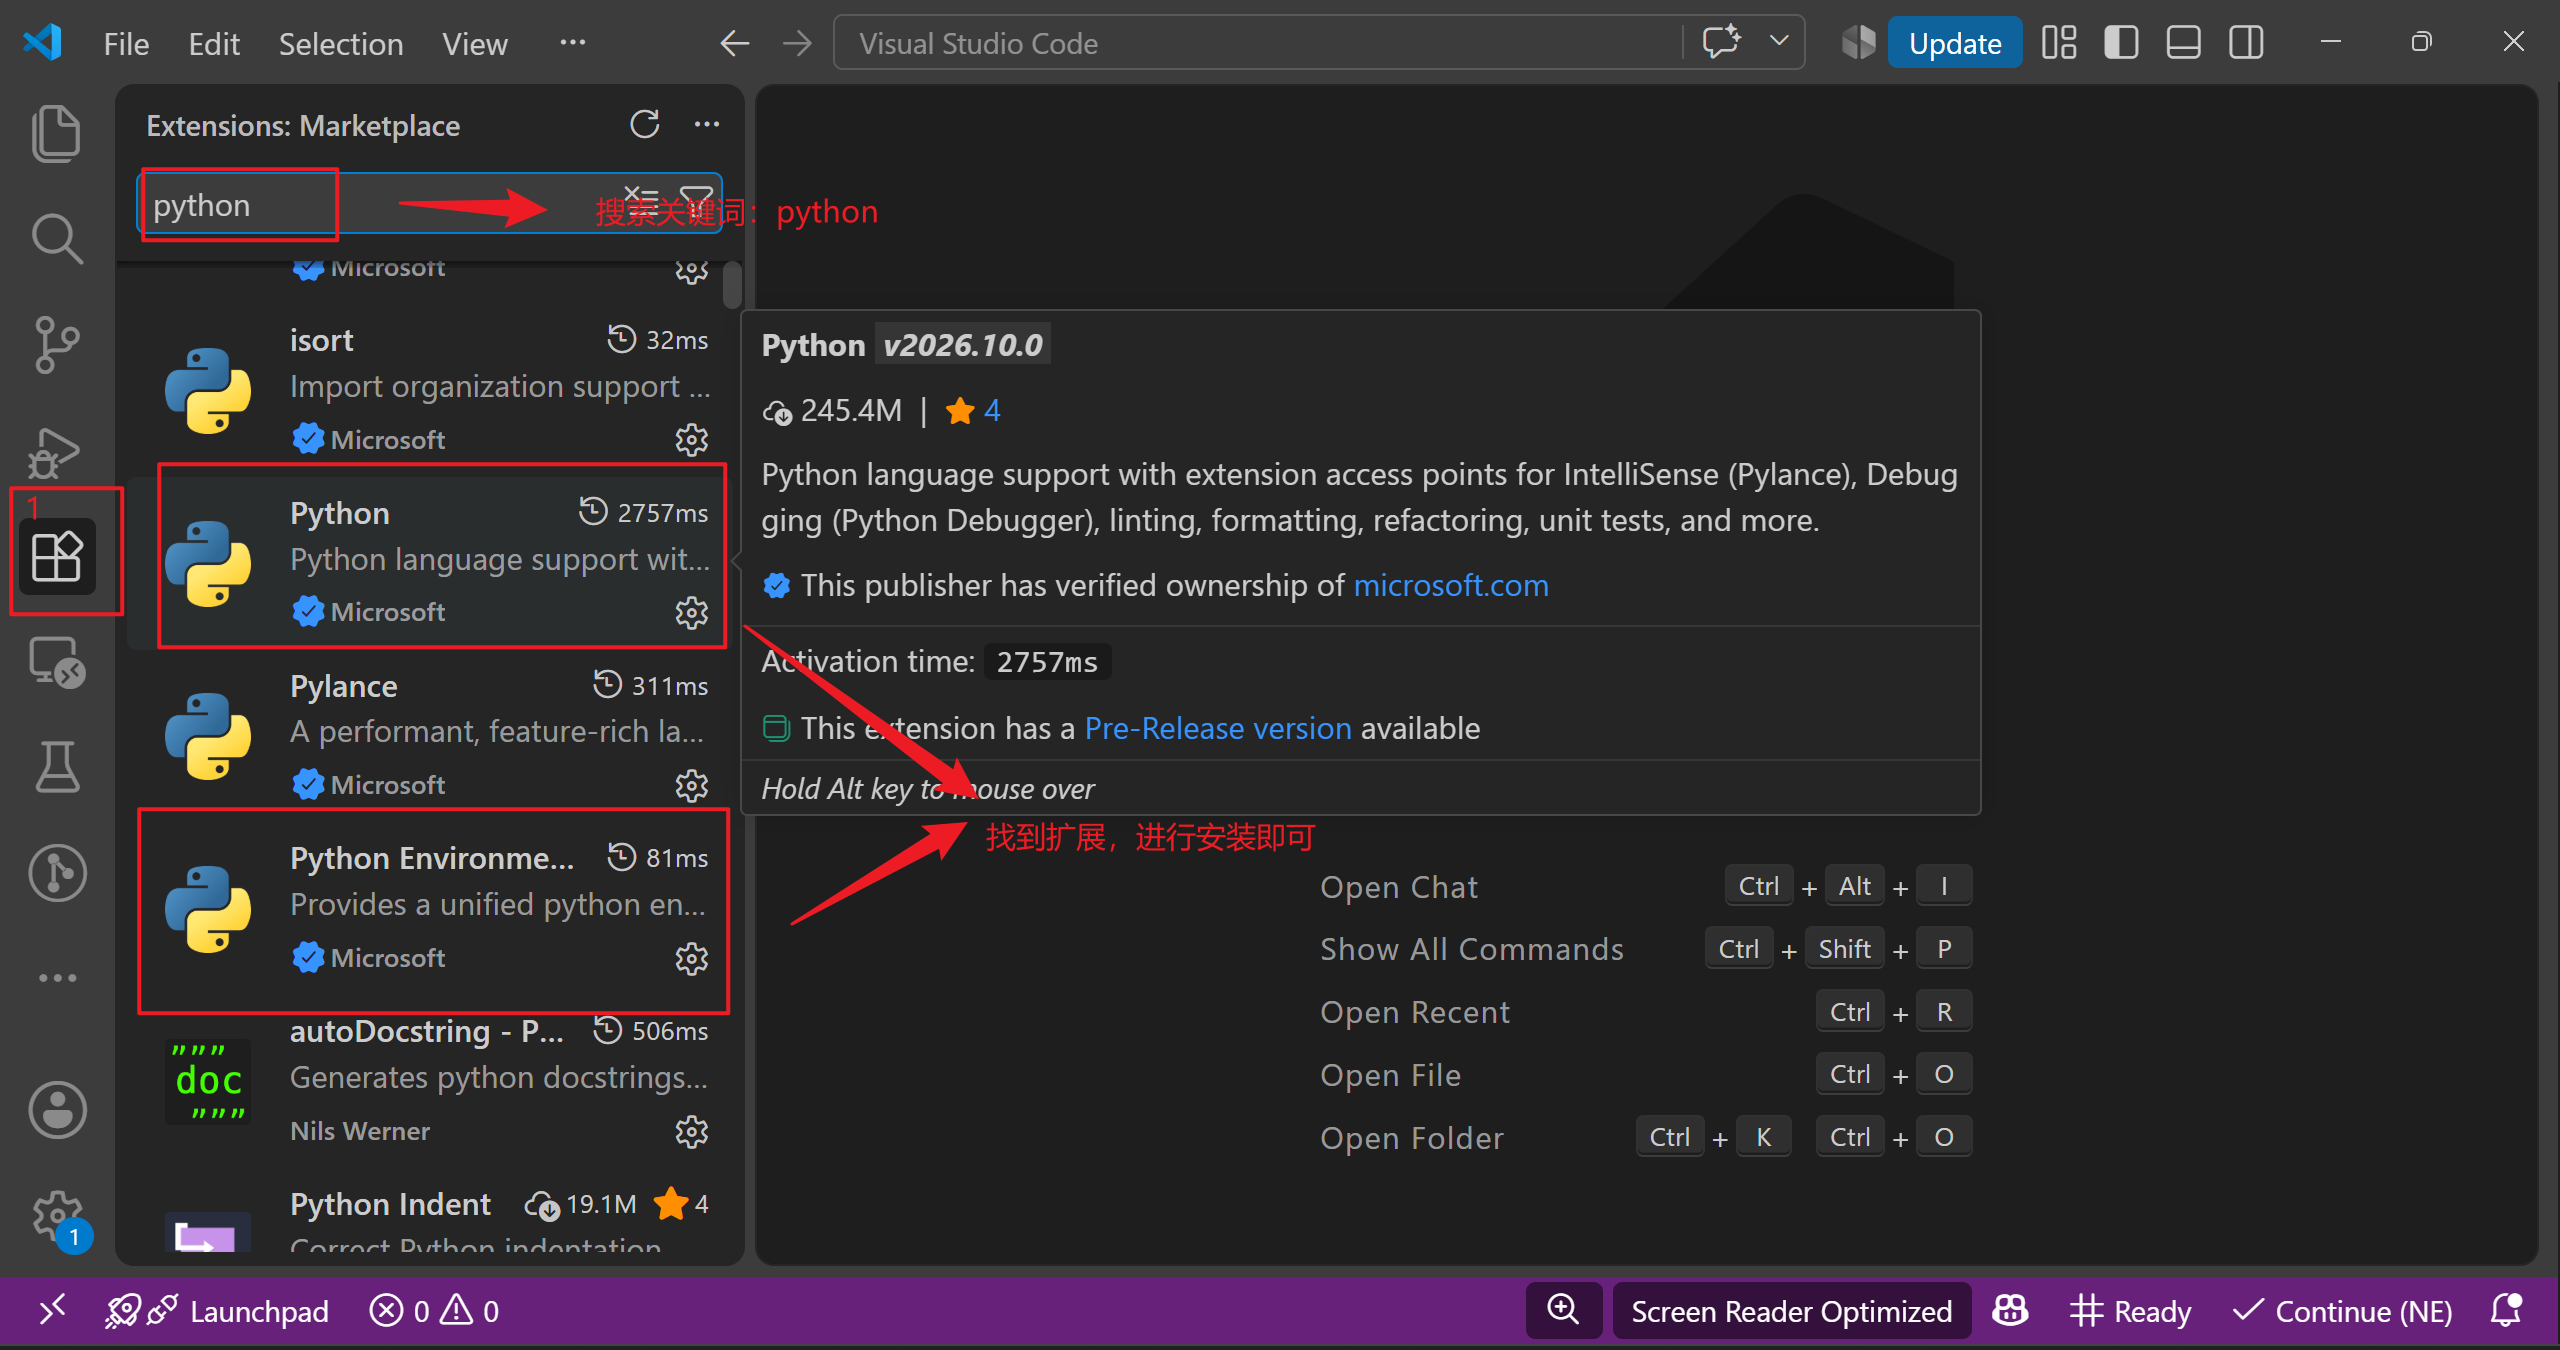 File Edit Selection View ··· Visual Studio Code Update
Extensions: Marketplace ···
python
搜索关键词: python
Microsoft
isort 32ms
Import organization support ...
Microsoft
1
Python 2757ms
Python language support wit...
Microsoft
Pylance 311ms
A performant, feature-rich la...
Microsoft
Python Environme... 81ms
Provides a unified python en...
Microsoft
autoDocstring - P... 506ms
Generates python docstrings...
Nils Werner
"""
doc
"""
Python Indent 19.1M 4
Correct Python indentation
1
Python v2026.10.0
245.4M | 4
Python language support with extension access points for IntelliSense (Pylance), Debug
ging (Python Debugger), linting, formatting, refactoring, unit tests, and more.
This publisher has verified ownership of microsoft.com
Activation time: 2757ms
This extension has a Pre-Release version available
Hold Alt key to mouse over
找到扩展，进行安装即可
Open Chat Ctrl + Alt + I
Show All Commands Ctrl + Shift + P
Open Recent Ctrl + R
Open File Ctrl + O
Open Folder Ctrl + K Ctrl + O
Launchpad 0 0 Screen Reader Optimized Ready Continue (NE)